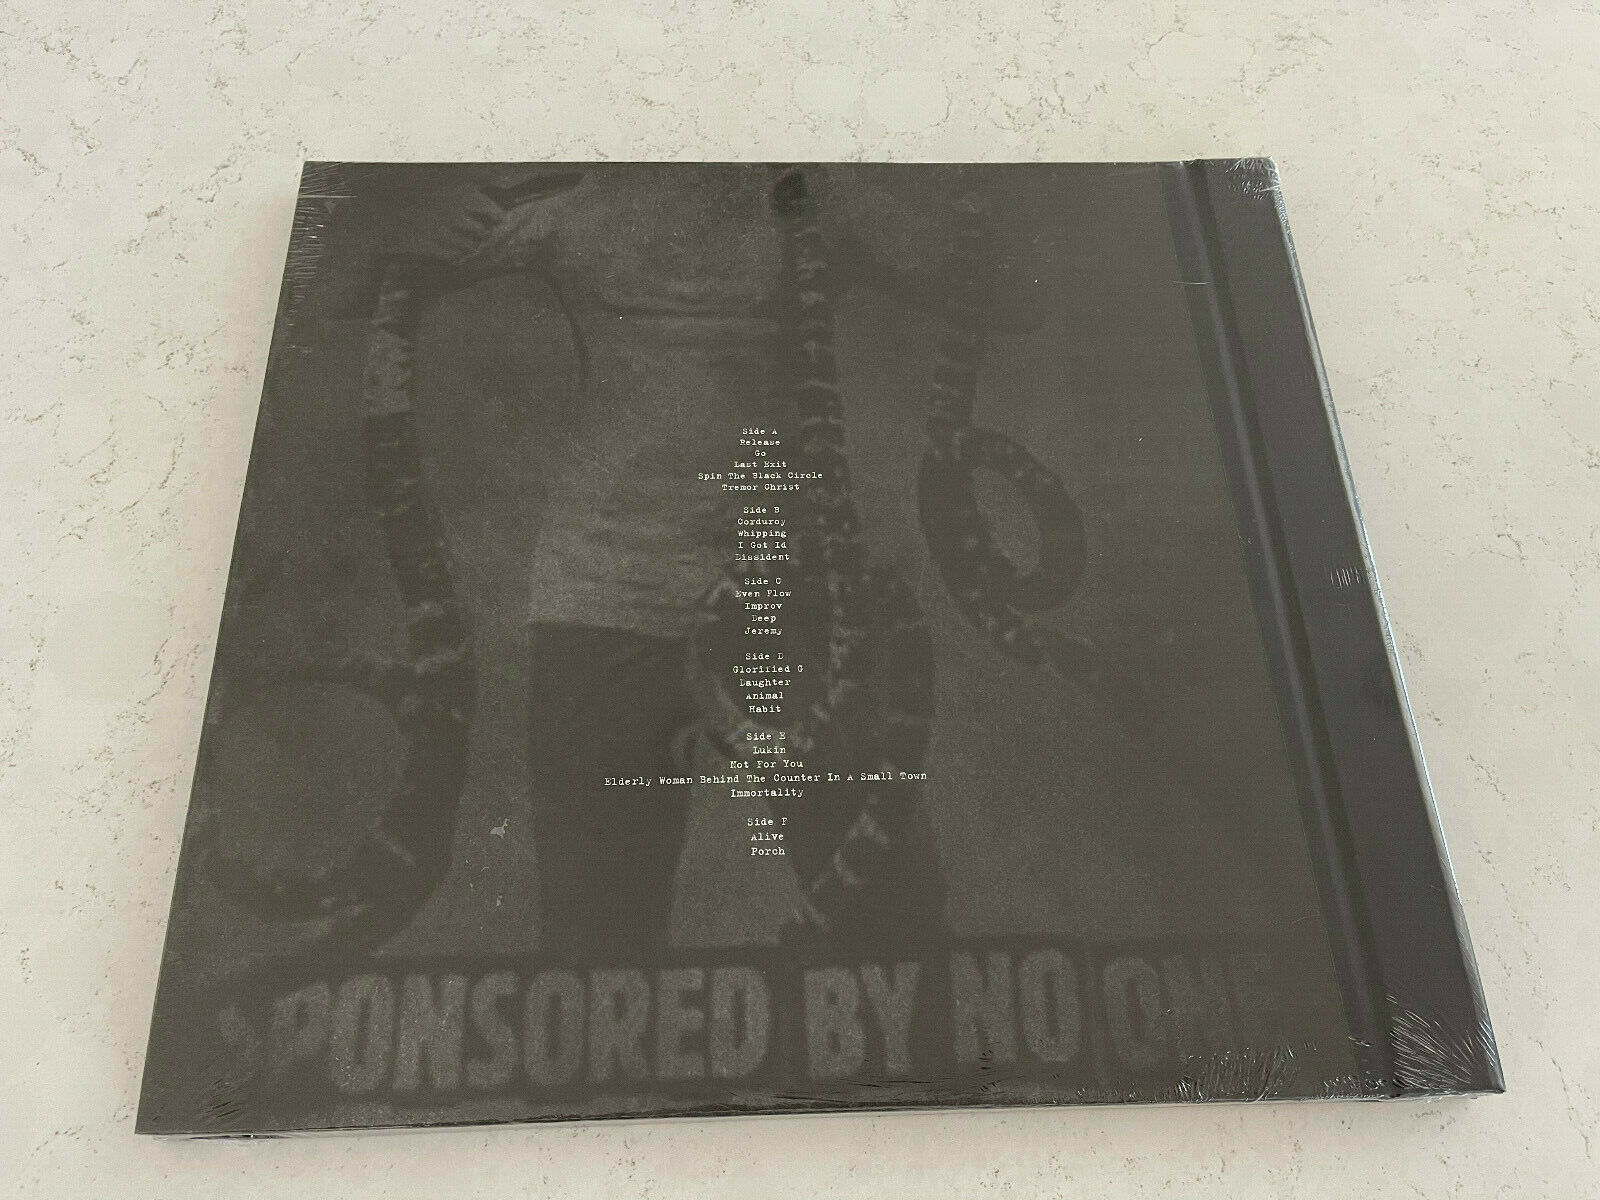 Side A
Release
Go
Last Exit
Spin The Black Circle
Tremor Christ
Side B
Corduroy
Whipping
I Got Id
Dissident
Side C
Even Flow
Improv
Deep
Jeremy
Side D
Glorified G
Daughter
Animal
Habit
Side E
Lukin
Not For You
Elderly Woman Behind The Counter In A Small Town
Immortality
Side F
Alive
Porch
SPONSORED BY NO ONE